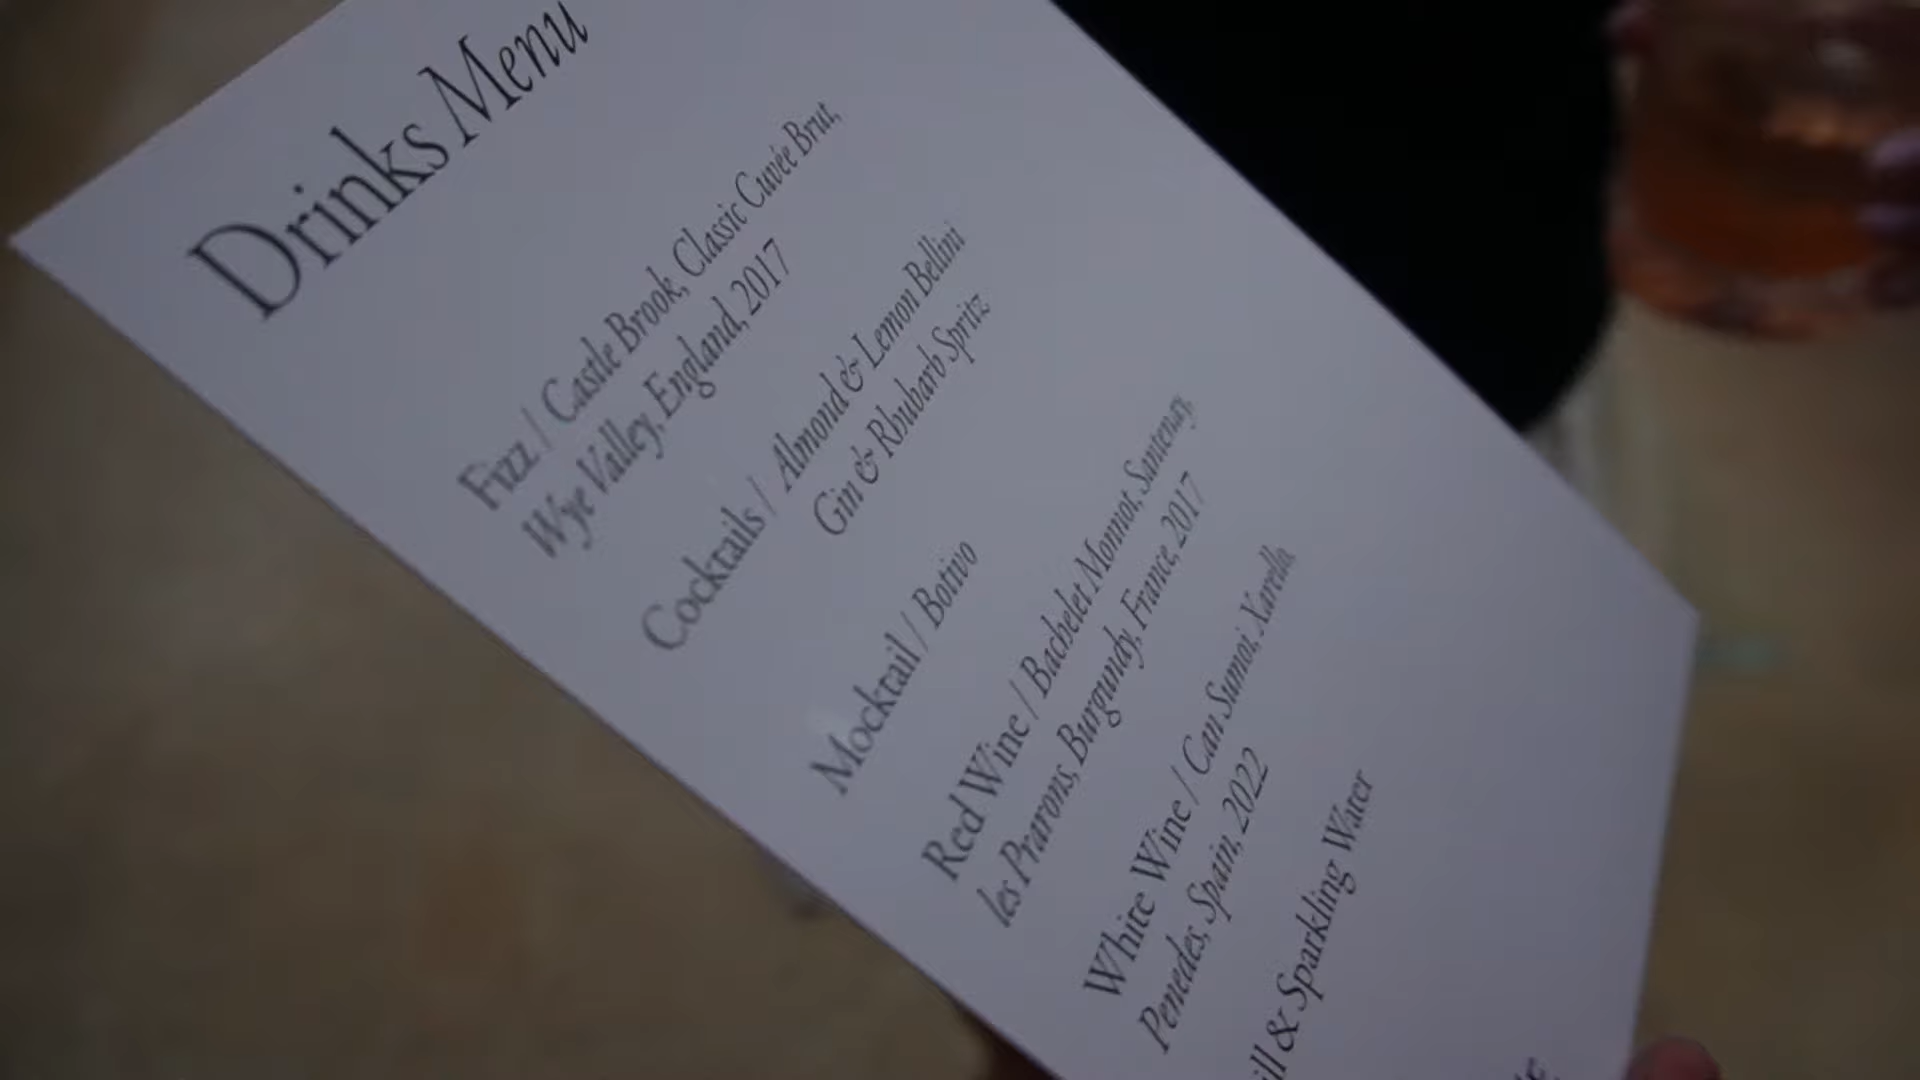 Drinks Menu
Fizz / Castle Brook, Classic Cuvée Brut,
Wye Valley, England, 2017
Cocktails / Almond & Lemon Bellini
Gin & Rhubarb Spritz
Mocktail / Botivo
Red Wine / Bachelet Monnot, Santenay,
les Prarons, Burgundy, France, 2017
White Wine / Can Sumoi, Xarello,
Penedes, Spain, 2022
& Sparkling Water